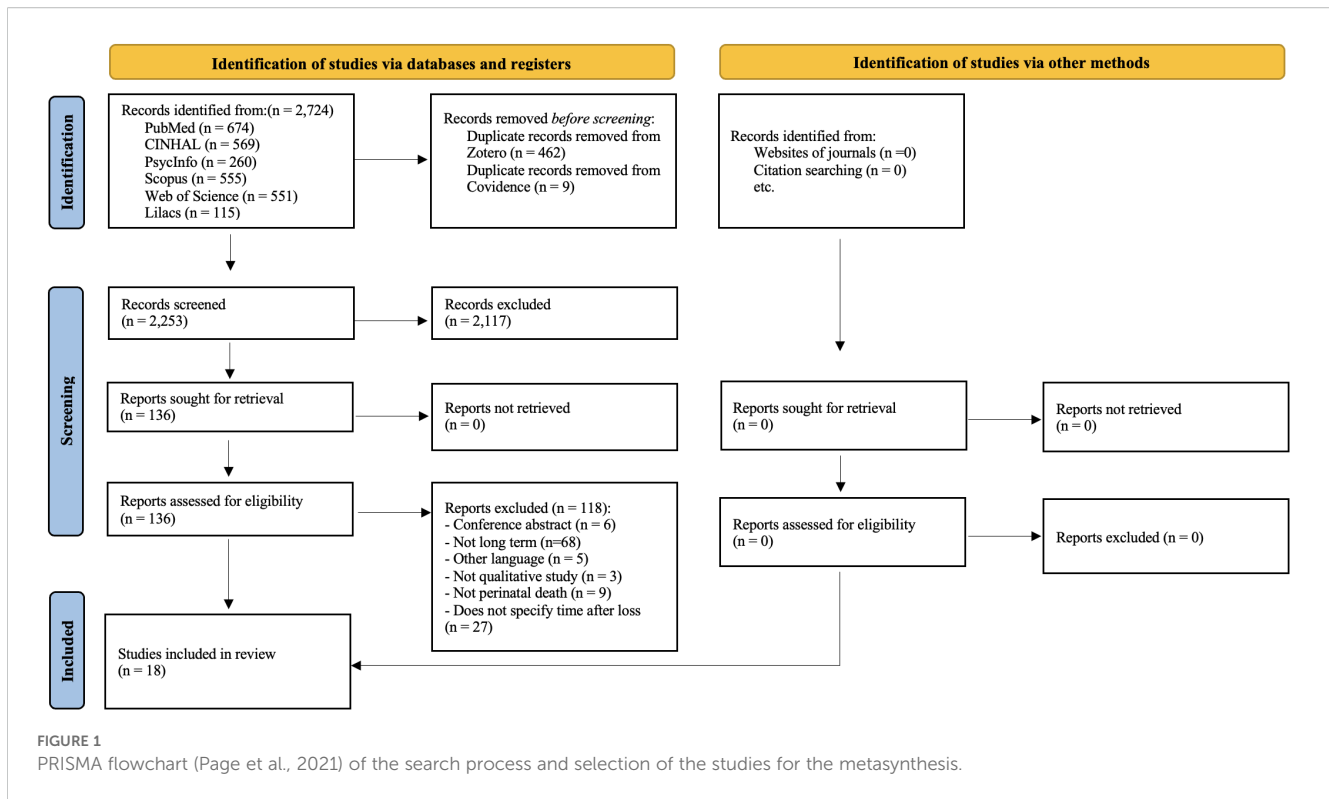 Identification of studies via databases and registers
Identification of studies via other methods
Identification
Records identified from:(n = 2,724)
PubMed (n = 674)
CINHAL (n = 569)
PsycInfo (n = 260)
Scopus (n = 555)
Web of Science (n = 551)
Lilacs (n = 115)
Records removed before screening:
Duplicate records removed from
Zotero (n = 462)
Duplicate records removed from
Covidence (n = 9)
Records identified from:
Websites of journals (n =0)
Citation searching (n = 0)
etc.
Screening
Records screened
(n = 2,253)
Records excluded
(n = 2,117)
Reports sought for retrieval
(n = 136)
Reports not retrieved
(n = 0)
Reports sought for retrieval
(n = 0)
Reports not retrieved
(n = 0)
Reports assessed for eligibility
(n = 136)
Reports excluded (n = 118):
- Conference abstract (n = 6)
- Not long term (n=68)
- Other language (n = 5)
- Not qualitative study (n = 3)
- Not perinatal death (n = 9)
- Does not specify time after loss
(n = 27)
Reports assessed for eligibility
(n = 0)
Reports excluded (n = 0)
Included
Studies included in review
(n = 18)
FIGURE 1
PRISMA flowchart (Page et al., 2021) of the search process and selection of the studies for the metasynthesis.